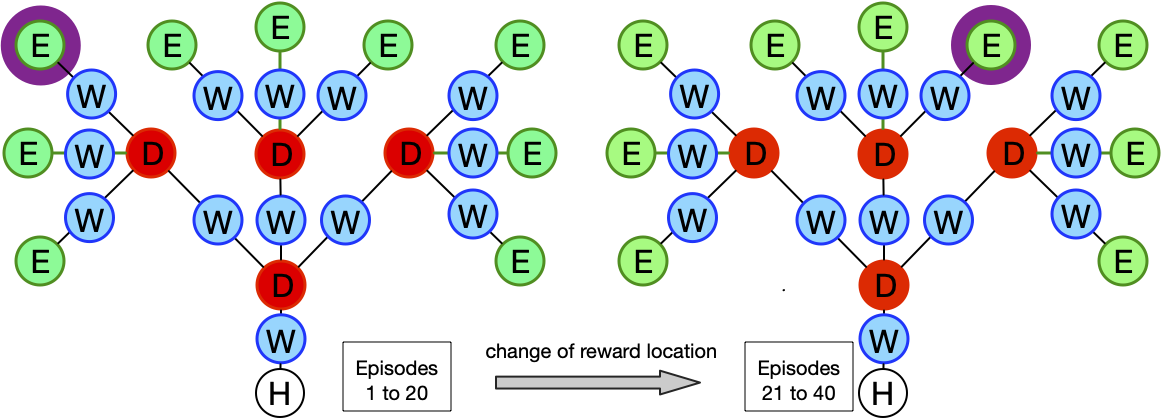 E E E E E E E E E E
W W W W W W W W W W
E W D D D W E E W D D D W E
W W W W W W W W W W
E E E E
D D
W W
change of reward location
Episodes
1 to 20
Episodes
21 to 40
H H